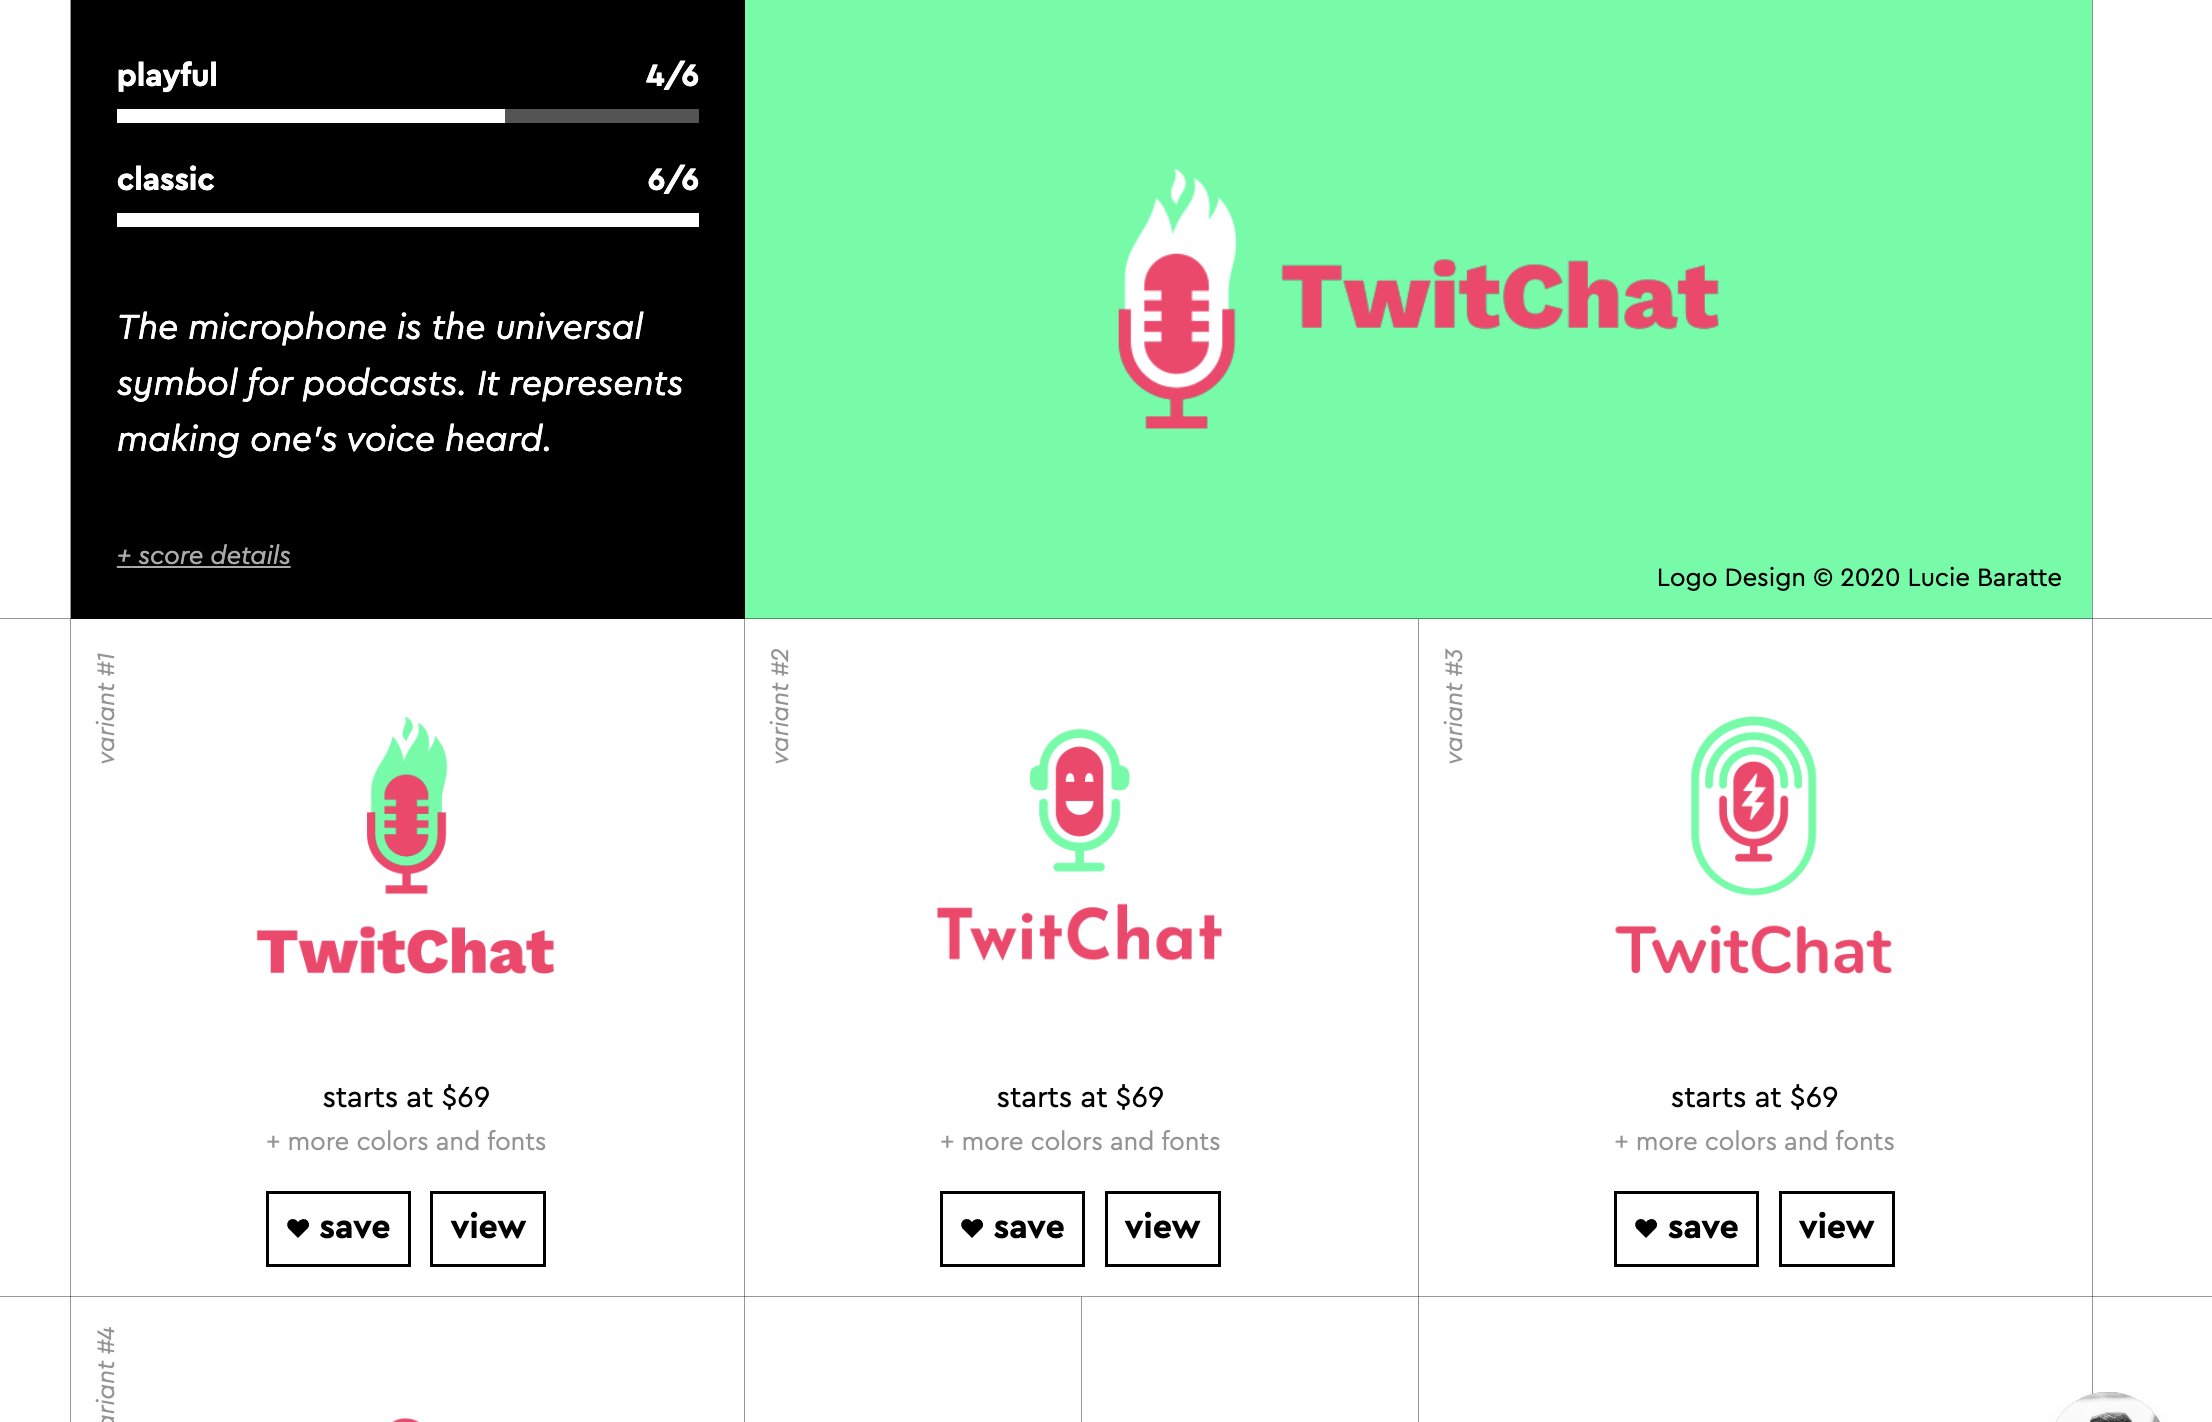 playful 4/6
classic 6/6
The microphone is the universal
symbol for podcasts. It represents
making one's voice heard.
+ score details
TwitChat
Logo Design © 2020 Lucie Baratte
variant #1
TwitChat
starts at $69
+ more colors and fonts
save view
variant #2
TwitChat
starts at $69
+ more colors and fonts
save view
variant #3
TwitChat
starts at $69
+ more colors and fonts
save view
variant #4